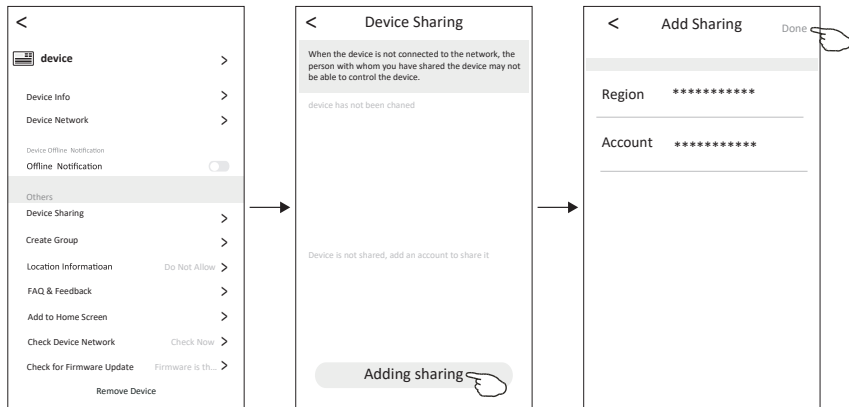 <
device >
Device Info >
Device Network >
Device Offline Notification
Offline Notification
Others
Device Sharing >
Create Group >
Location Informatioan Do Not Allow >
FAQ & Feedback >
Add to Home Screen >
Check Device Network Check Now >
Check for Firmware Update Firmware is th... >
Remove Device
< Device Sharing
When the device is not connected to the network, the
person with whom you have shared the device may not
be able to control the device.
device has not been chaned
Device is not shared, add an account to share it
Adding sharing
< Add Sharing Done
Region ***********
Account ***********